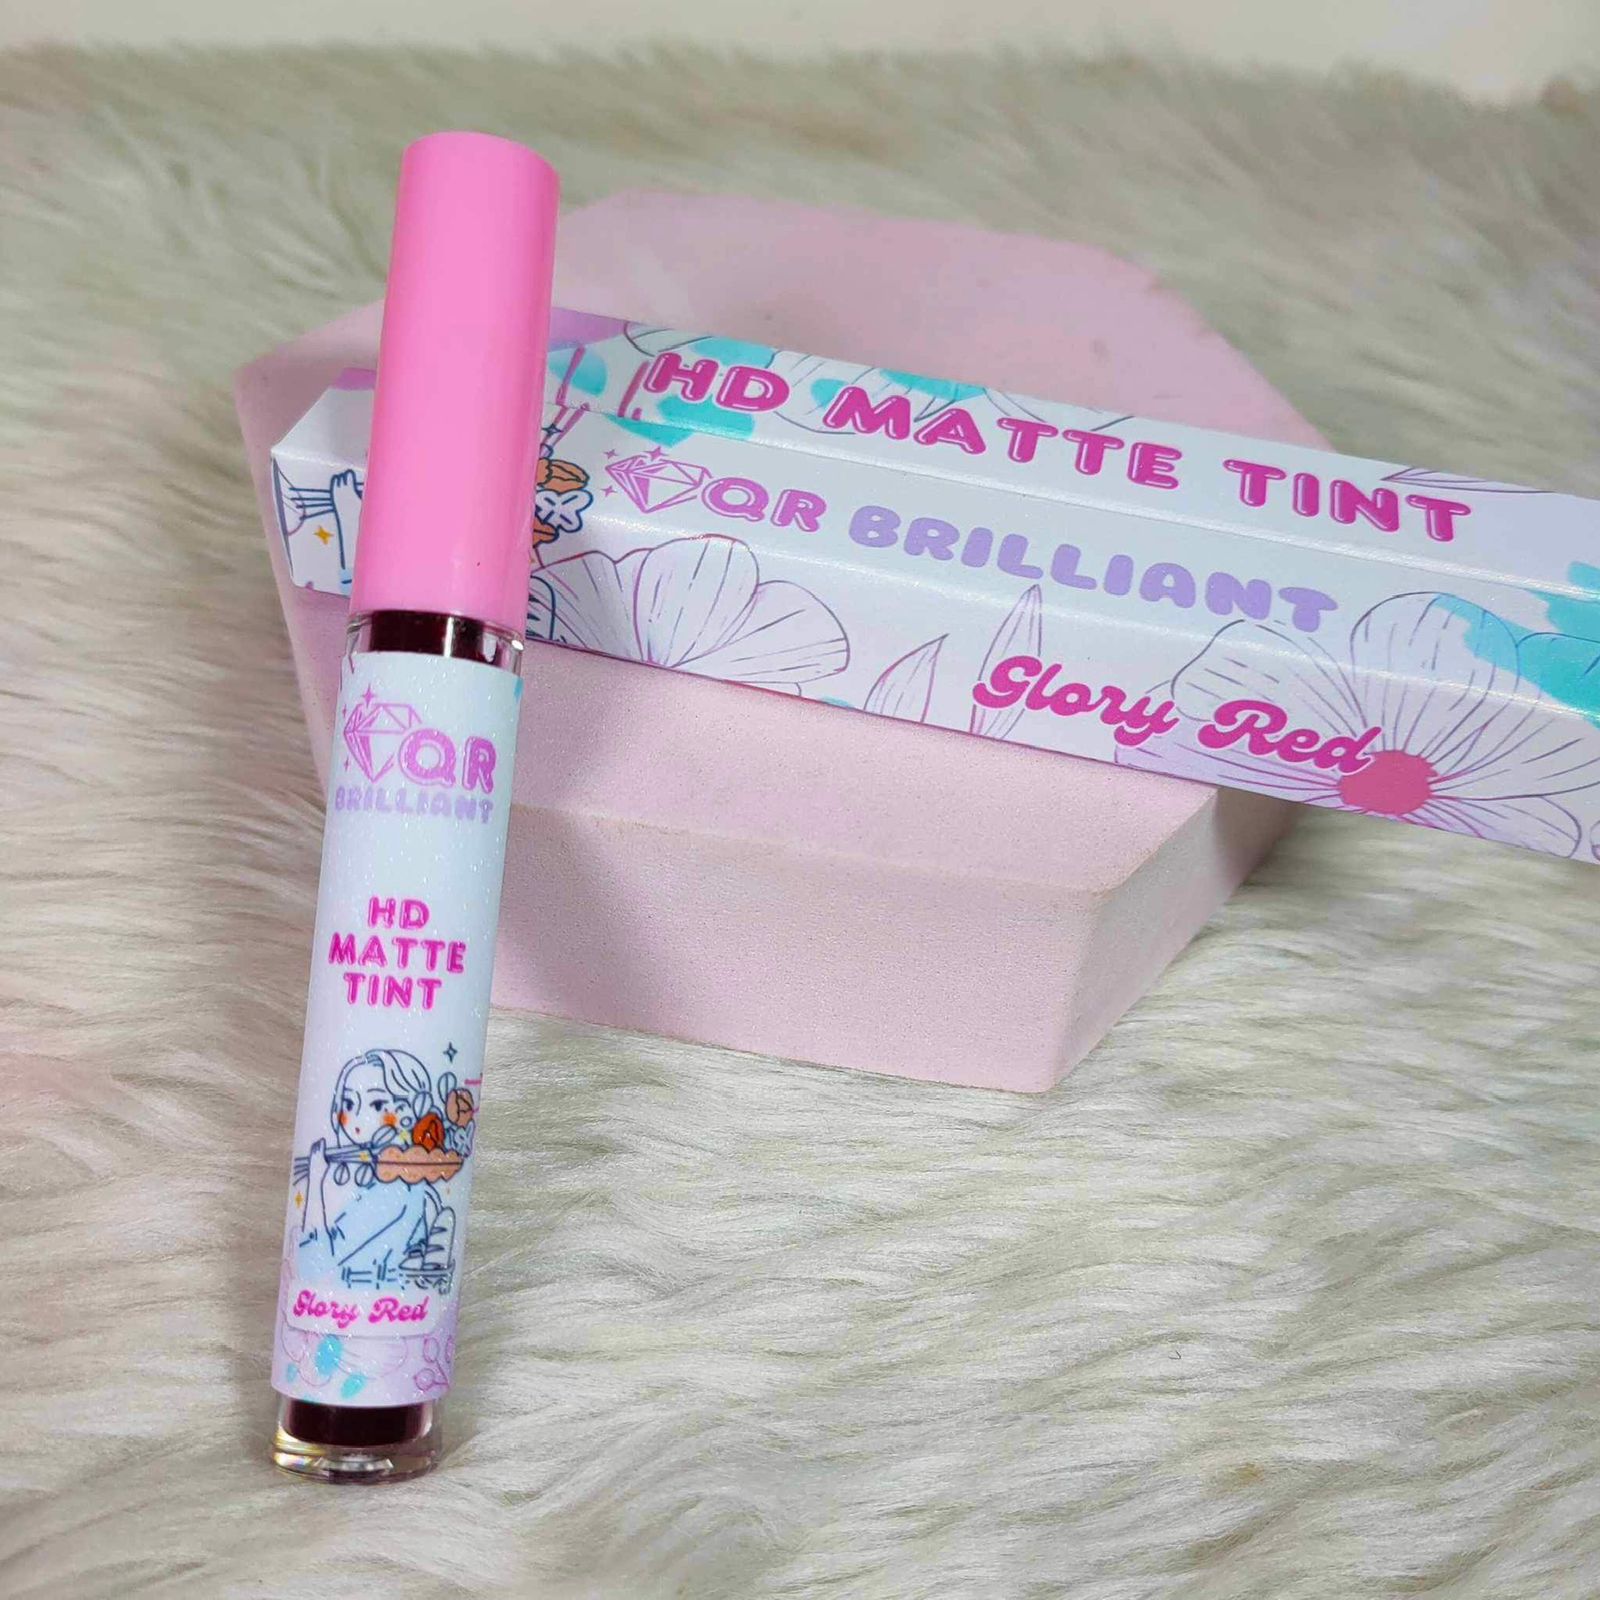 HD MATTE TINT
QR BRILLIANT
Glory Red
QR
BRILLIANT
HD
MATTE
TINT
Glory Red